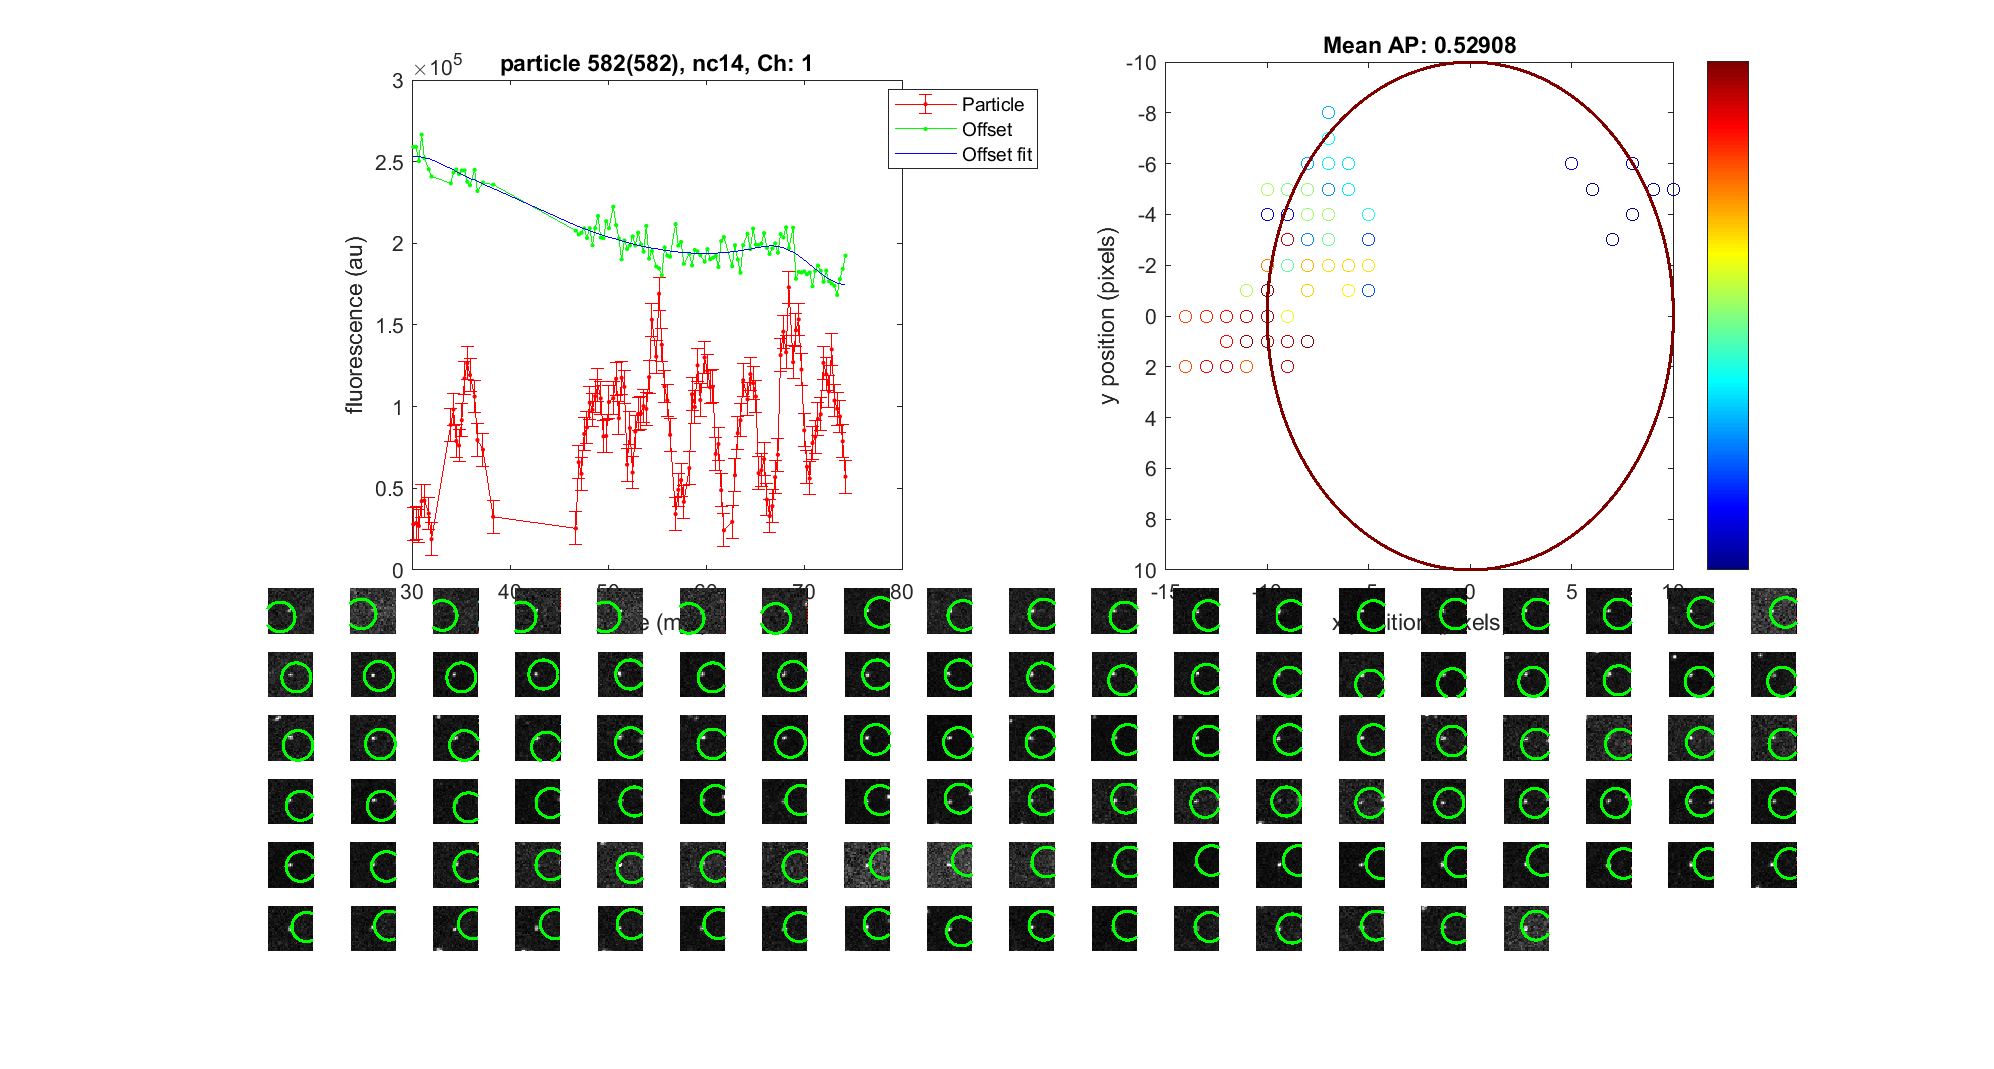 particle 582(582), nc14, Ch: 1
×10^5
3
2.5
2
1.5
1
0.5
0
fluorescence (au)
30 40 80
Particle
Offset
Offset fit
Mean AP: 0.52908
-10
-8
-6
-4
-2
0
2
4
6
8
10
y position (pixels)
-15 0 5 10